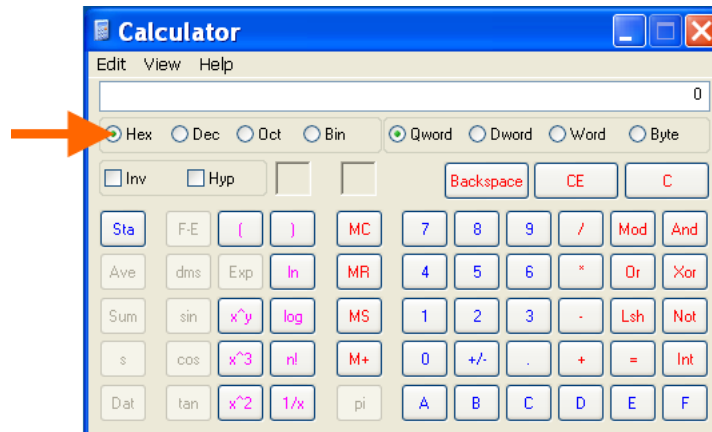 Calculator
Edit View Help
0
Hex Dec Oct Bin Qword Dword Word Byte
Inv Hyp Backspace CE C
Sta F-E ( ) MC 7 8 9 / Mod And
Ave dms Exp ln MR 4 5 6 * Or Xor
Sum sin x^y log MS 1 2 3 - Lsh Not
s cos x^3 n! M+ 0 +/- . + = Int
Dat tan x^2 1/x pi A B C D E F